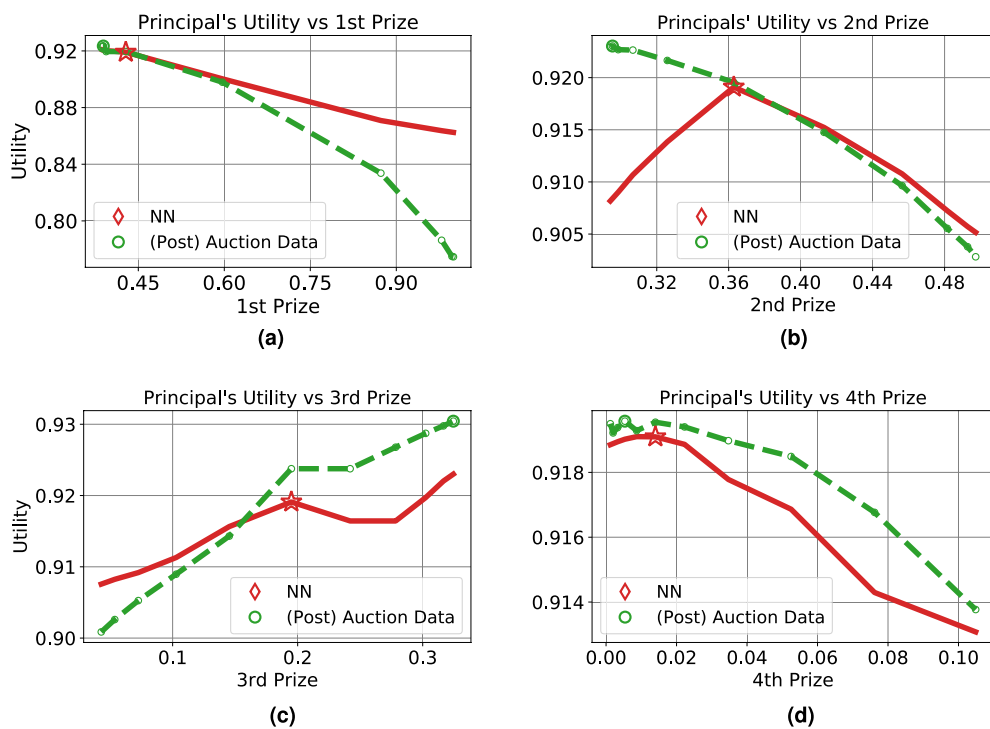 Principal's Utility vs 1st Prize
Utility
0.92
0.88
0.84
0.80
NN
(Post) Auction Data
0.45 0.60 0.75 0.90
1st Prize
(a)
Principals' Utility vs 2nd Prize
0.920
0.915
0.910
0.905
NN
(Post) Auction Data
0.32 0.36 0.40 0.44 0.48
2nd Prize
(b)
Principal's Utility vs 3rd Prize
Utility
0.93
0.92
0.91
0.90
NN
(Post) Auction Data
0.1 0.2 0.3
3rd Prize
(c)
Principal's Utility vs 4th Prize
0.918
0.916
0.914
NN
(Post) Auction Data
0.00 0.02 0.04 0.06 0.08 0.10
4th Prize
(d)